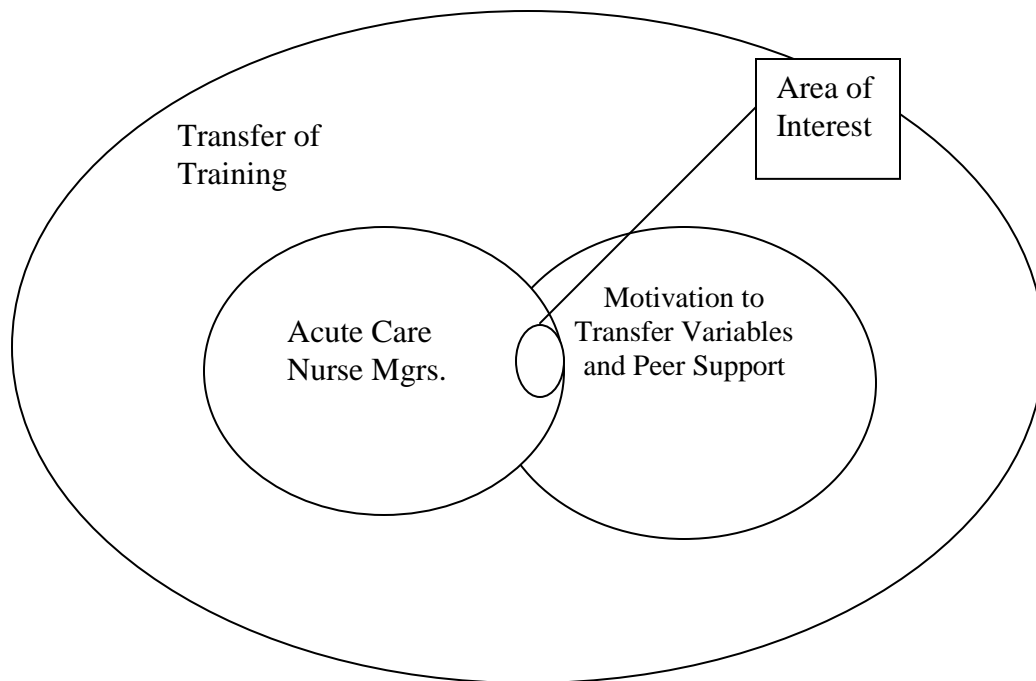 Area of
Interest
Transfer of
Training
Acute Care
Nurse Mgrs.
Motivation to
Transfer Variables
and Peer Support